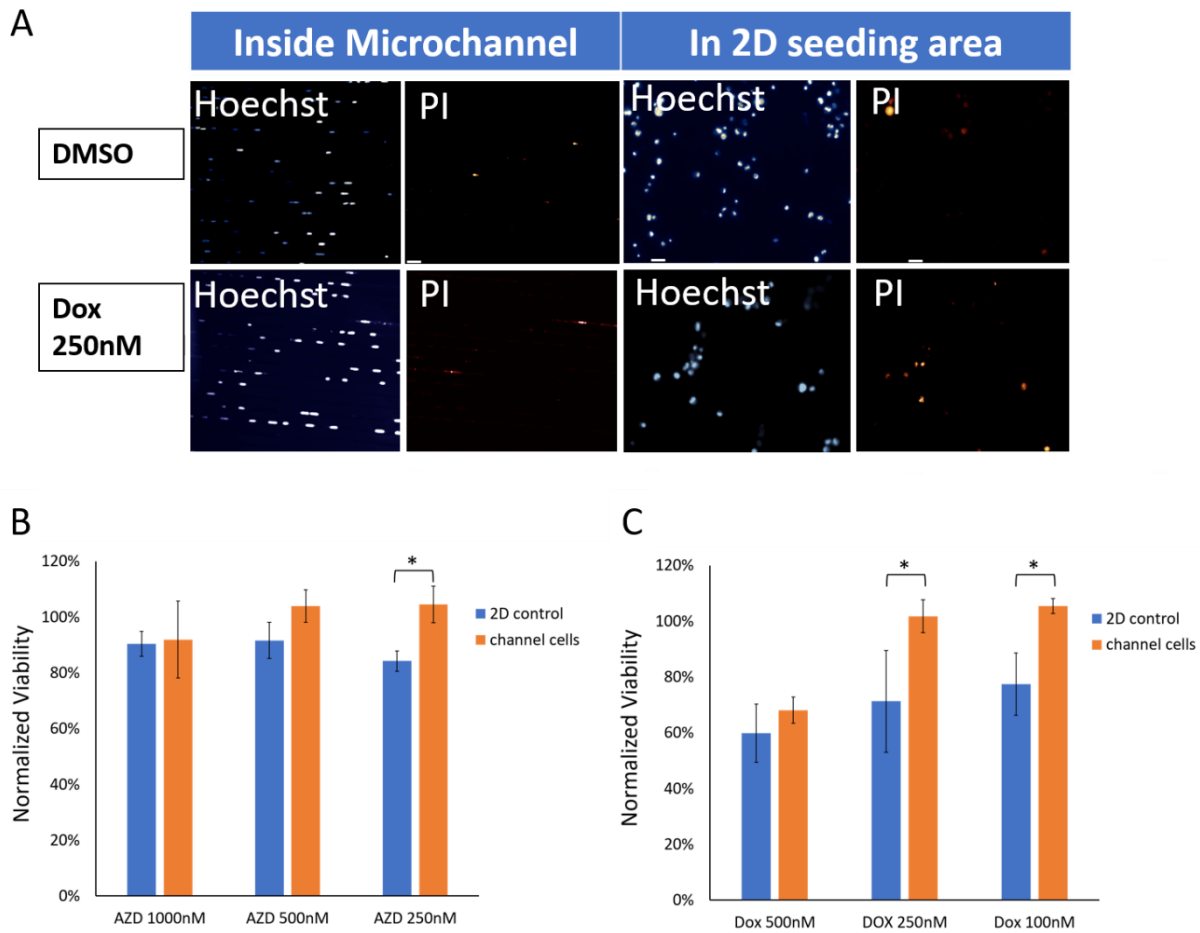 A
Inside Microchannel
In 2D seeding area
DMSO
Hoechst
PI
Hoechst
PI
Dox
250nM
Hoechst
PI
Hoechst
PI
B
Normalized Viability
120%
100%
80%
60%
40%
20%
0%
*
2D control
channel cells
AZD 1000nM
AZD 500nM
AZD 250nM
C
Normalized Viability
120%
100%
80%
60%
40%
20%
0%
*
*
2D control
channel cells
Dox 500nM
DOX 250nM
Dox 100nM